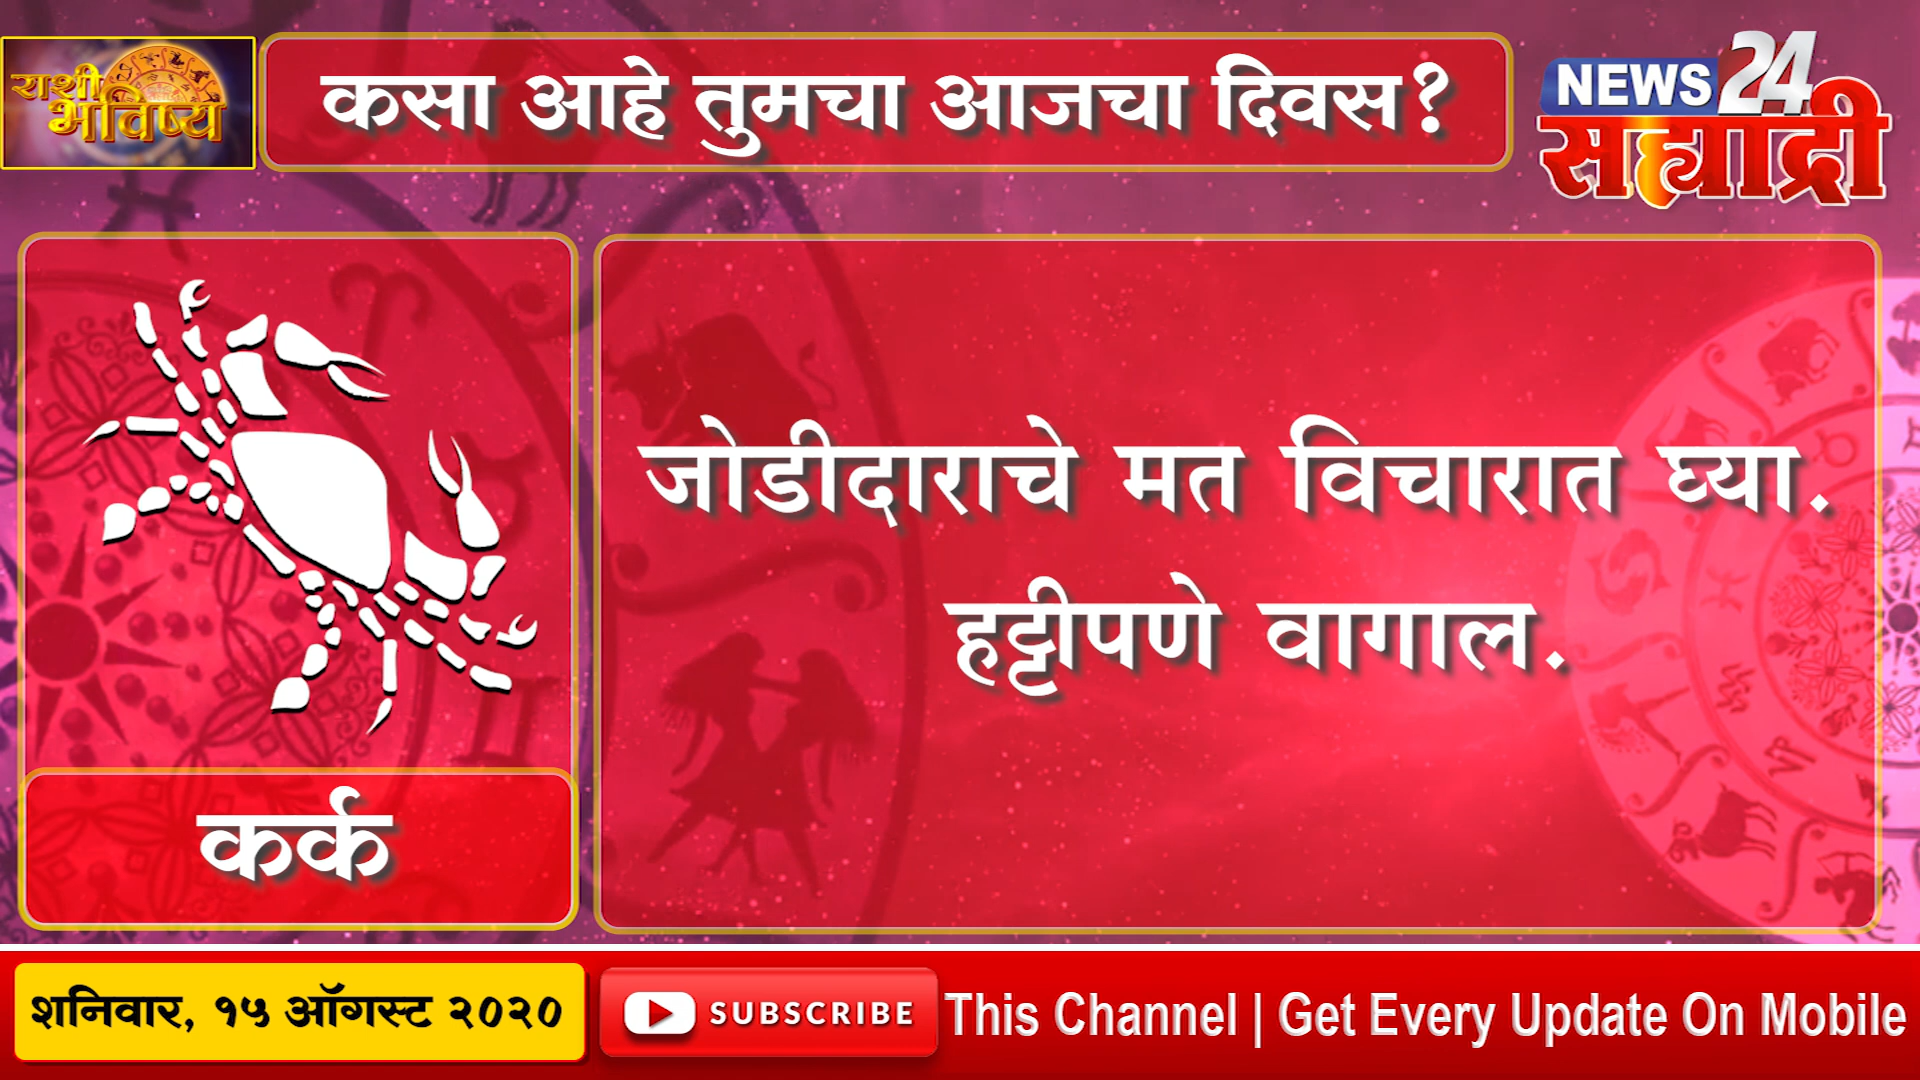 राशी
भविष्य
कसा आहे तुमचा आजचा दिवस?
NEWS 24
सह्याद्री
जोडीदाराचे मत विचारात घ्या.
हट्टीपणे वागाल.
कर्क
शनिवार, १५ ऑगस्ट २०२०
SUBSCRIBE This Channel | Get Every Update On Mobile